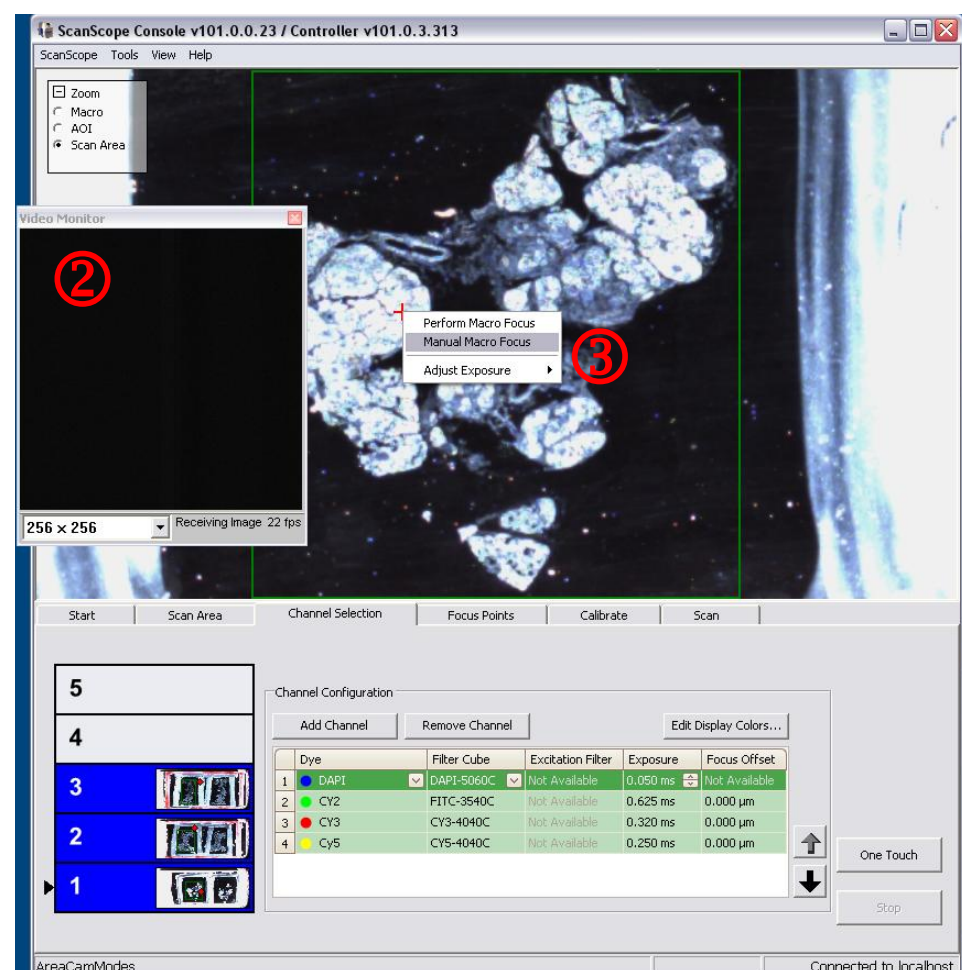 ScanScope Console v101.0.0.23 / Controller v101.0.3.313
ScanScope Tools View Help
Zoom
Macro
AOI
Scan Area
Video Monitor
②
Perform Macro Focus
Manual Macro Focus
③
Adjust Exposure
256 x 256 Receiving Image 22 fps
Start Scan Area Channel Selection Focus Points Calibrate Scan
5
4
3
2
1
Channel Configuration
Add Channel Remove Channel Edit Display Colors...
Dye Filter Cube Excitation Filter Exposure Focus Offset
1 DAPI DAPI-5060C Not Available 0.050 ms Not Available
2 CY2 FITC-3540C Not Available 0.625 ms 0.000 µm
3 CY3 CY3-4040C Not Available 0.320 ms 0.000 µm
4 Cy5 CY5-4040C Not Available 0.250 ms 0.000 µm
One Touch
Stop
AreaCamModes Connected to localhost